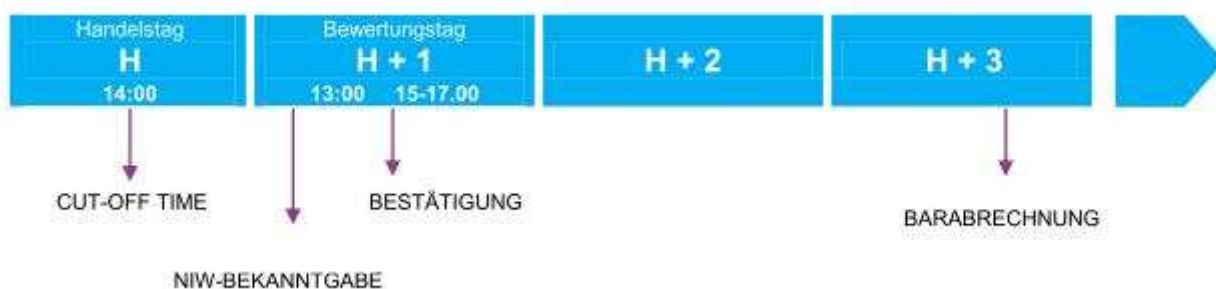 Handelstag
H
14:00
Bewertungstag
H + 1
13:00 15-17.00
H + 2
H + 3
CUT-OFF TIME
BESTÄTIGUNG
BARABRECHNUNG
NIW-BEKANNTGABE